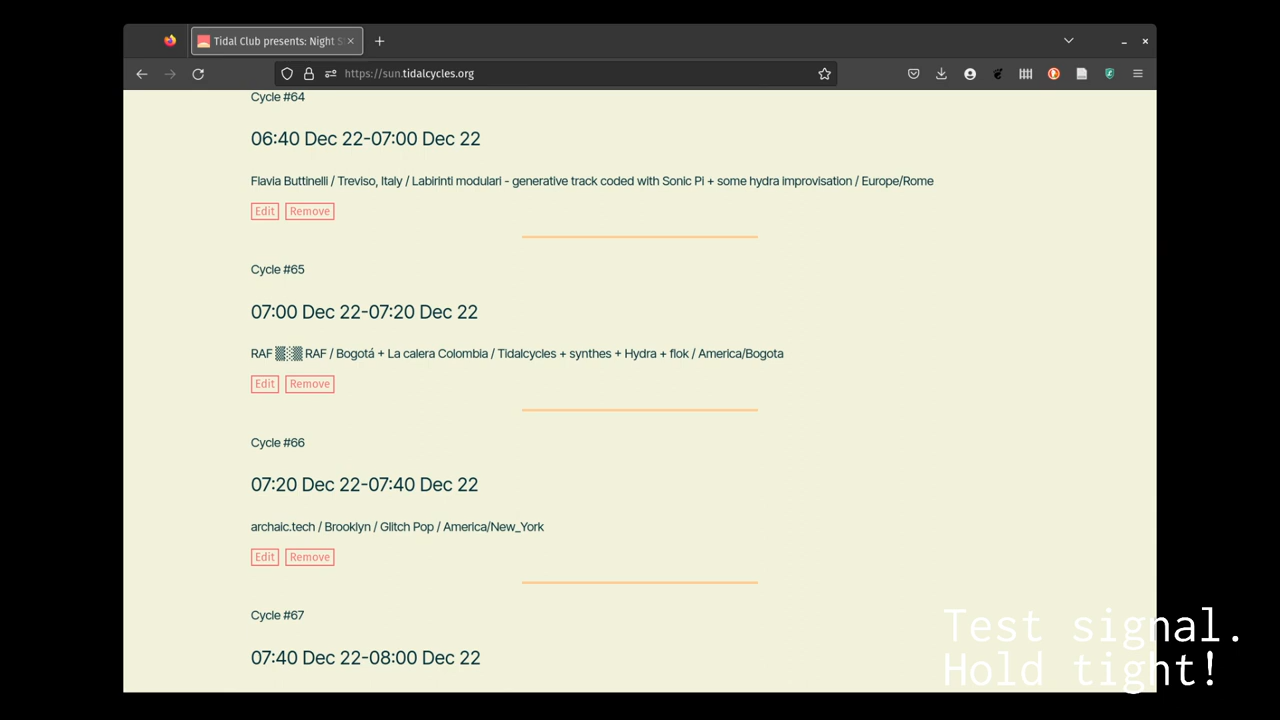 Tidal Club presents: Night S
https://sun.tidalcycles.org
Cycle #64
06:40 Dec 22-07:00 Dec 22
Flavia Buttinelli / Treviso, Italy / Labirinti modulari - generative track coded with Sonic Pi + some hydra improvisation / Europe/Rome
Edit Remove
Cycle #65
07:00 Dec 22-07:20 Dec 22
RAF ▒░▒ RAF / Bogotá + La calera Colombia / Tidalcycles + synthes + Hydra + flok / America/Bogota
Edit Remove
Cycle #66
07:20 Dec 22-07:40 Dec 22
archaic.tech / Brooklyn / Glitch Pop / America/New_York
Edit Remove
Cycle #67
07:40 Dec 22-08:00 Dec 22
Test signal.
Hold tight!